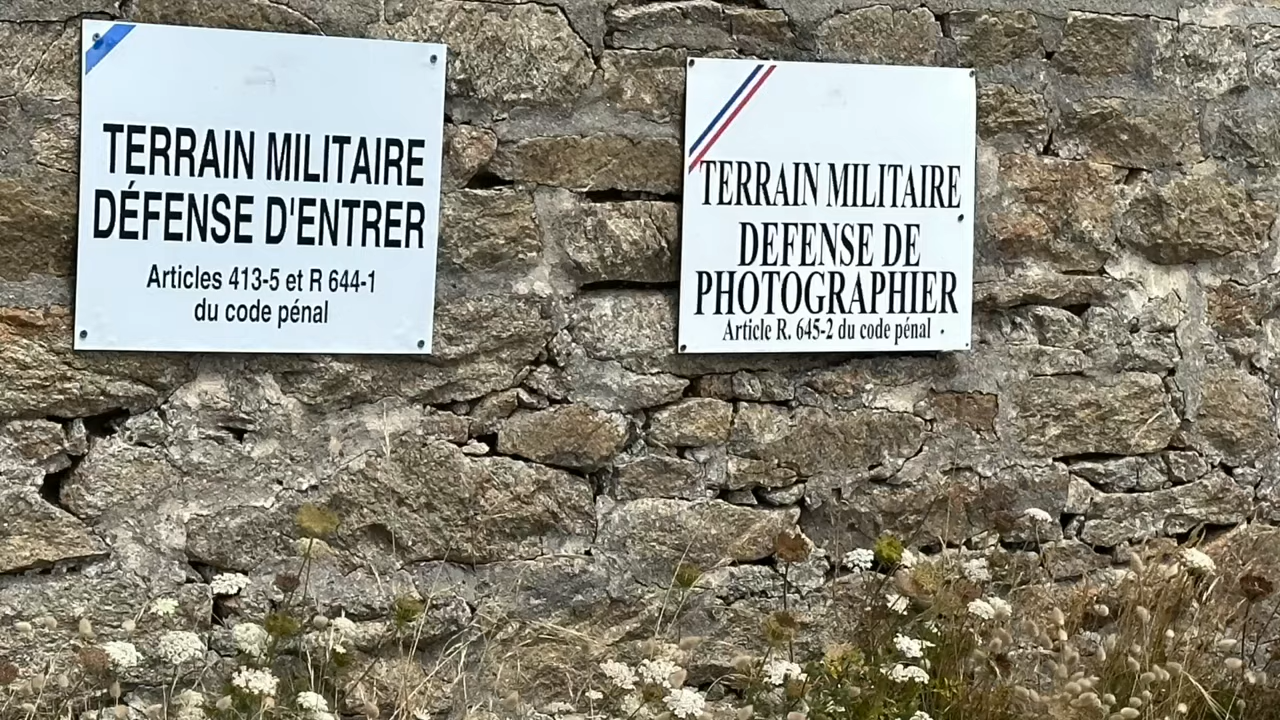 TERRAIN MILITAIRE
DÉFENSE D'ENTRER
Articles 413-5 et R 644-1
du code pénal
TERRAIN MILITAIRE
DEFENSE DE
PHOTOGRAPHIER
Article R. 645-2 du code pénal